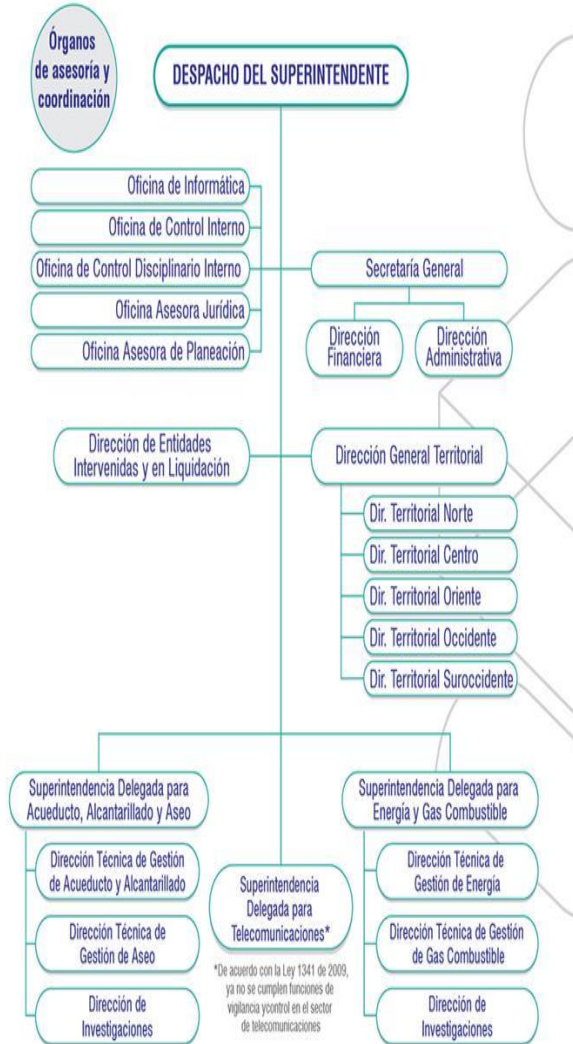 Órganos
de asesoría y
coordinación
DESPACHO DEL SUPERINTENDENTE
Oficina de Informática
Oficina de Control Interno
Oficina de Control Disciplinario Interno
Oficina Asesora Jurídica
Oficina Asesora de Planeación
Secretaría General
Dirección
Financiera
Dirección
Administrativa
Dirección de Entidades
Intervenidas y en Liquidación
Dirección General Territorial
Dir. Territorial Norte
Dir. Territorial Centro
Dir. Territorial Oriente
Dir. Territorial Occidente
Dir. Territorial Suroccidente
Superintendencia Delegada para
Acueducto, Alcantarillado y Aseo
Dirección Técnica de Gestión
de Acueducto y Alcantarillado
Dirección Técnica de
Gestión de Aseo
Dirección de
Investigaciones
Superintendencia
Delegada para
Telecomunicaciones*
*De acuerdo con la Ley 1341 de 2009,
ya no se cumplen funciones de
vigilancia ycontrol en el sector
de telecomunicaciones
Superintendencia Delegada para
Energía y Gas Combustible
Dirección Técnica de
Gestión de Energía
Dirección Técnica de Gestión
de Gas Combustible
Dirección de
Investigaciones